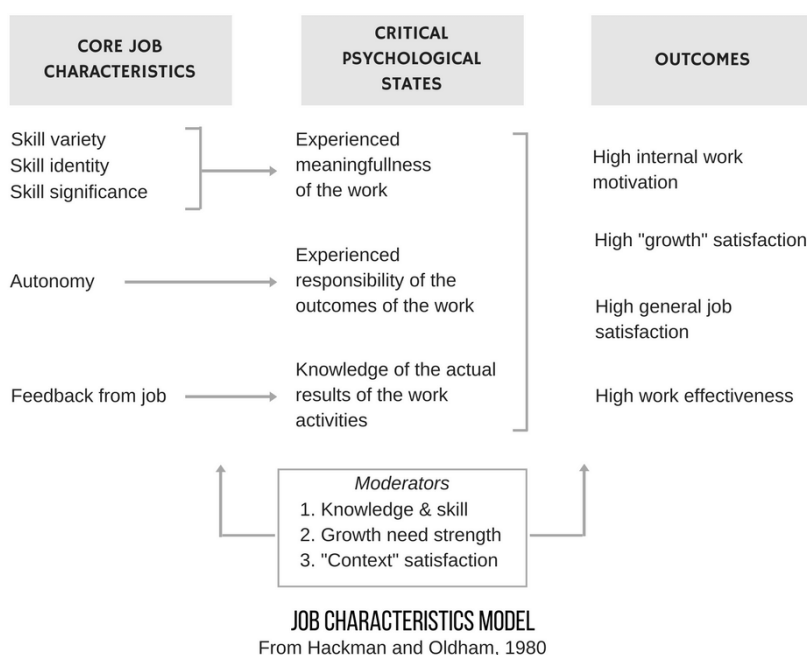 CORE JOB
CHARACTERISTICS
CRITICAL
PSYCHOLOGICAL
STATES
OUTCOMES
Skill variety
Skill identity
Skill significance
Experienced
meaningfullness
of the work
High internal work
motivation
High "growth" satisfaction
Autonomy
Experienced
responsibility of the
outcomes of the work
High general job
satisfaction
Feedback from job
Knowledge of the actual
results of the work
activities
High work effectiveness
Moderators
1. Knowledge & skill
2. Growth need strength
3. "Context" satisfaction
JOB CHARACTERISTICS MODEL
From Hackman and Oldham, 1980